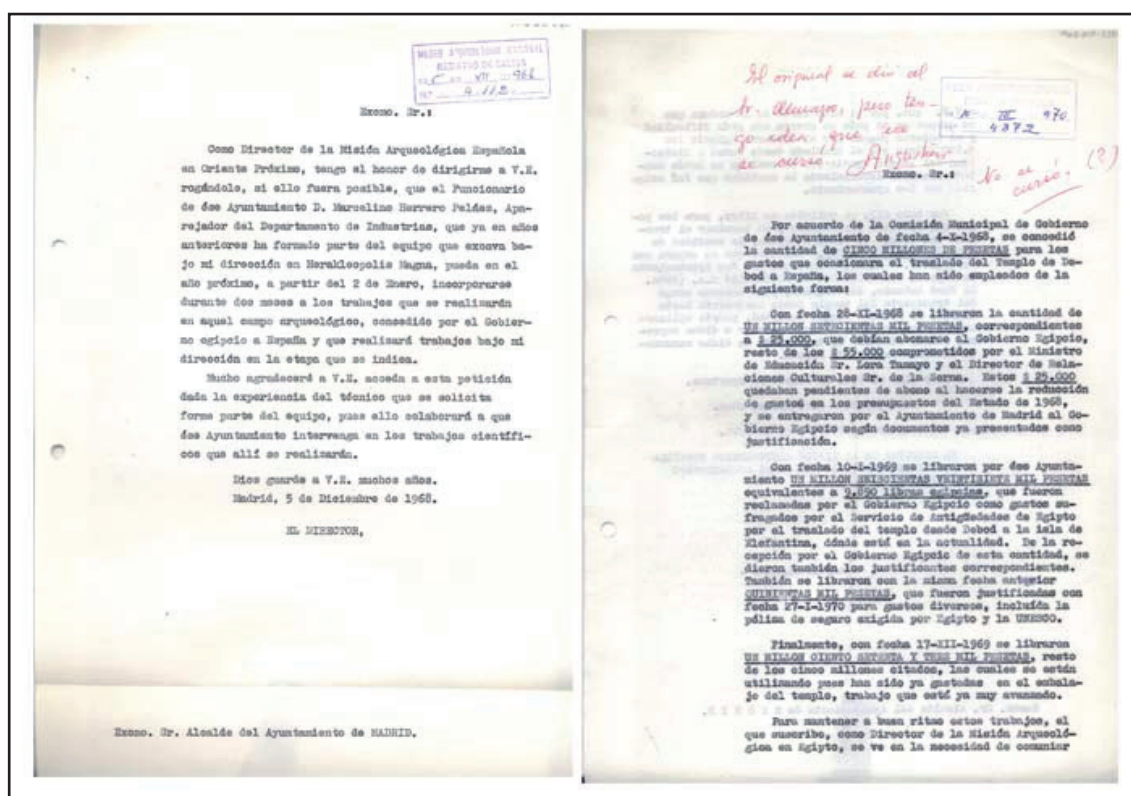 MUSEO ARQUEOLOGICO NACIONAL
REGISTRO DE SALIDA
5 VII 968
4.112
Excmo. Sr.:
Como Director de la Misión Arqueológica Española
en Oriente Próximo, tengo el honor de dirigirme a V.E.
rogándole, si ello fuera posible, que el Funcionario
de ése Ayuntamiento D. Marcelino Herrero Peldes, Apa-
rejador del Departamento de Industrias, que ya en años
anteriores ha formado parte del equipo que excava ba-
jo mi dirección en Herakleopolis Magna, pueda en el
año próximo, a partir del 2 de Enero, incorporarse
durante dos meses a los trabajos que se realizarán
en aquel campo arqueológico, concedido por el Gobier-
no egipcio a España y que realizará trabajos bajo mi
dirección en la etapa que se indica.
Mucho agradeceré a V.E. acceda a esta petición
dada la experiencia del técnico que se solicita
forme parte del equipo, pues ello colaborará a que
ése Ayuntamiento intervenga en los trabajos científi-
cos que allí se realizarán.
Dios guarde a V.E. muchos años.
Madrid, 5 de Diciembre de 1968.
EL DIRECTOR,
Excmo. Sr. Alcalde del Ayuntamiento de MADRID.
El original se dio al
Sr. Almagro, pero ten-
go idea, que ese
se cursó. Angustias
No se
cursó. (?)
III 970
4372
Excmo. Sr.:
Por acuerdo de la Comisión Municipal de Gobierno
de ése Ayuntamiento de fecha 4-X-1968, se concedió
la cantidad de CINCO MILLONES DE PESETAS para los
gastos que ocasionara el traslado del Templo de De-
bod a España, los cuales han sido empleados de la
siguiente forma:
Con fecha 28-XI-1968 se libraron la cantidad de
UN MILLON SETECIENTAS MIL PESETAS, correspondientes
a $ 25.000, que debían abonarse al Gobierno Egipcio,
resto de los $ 55.000 comprometidos por el Ministro
de Educación Sr. Lora Tamayo y el Director de Rela-
ciones Culturales Sr. de la Serna. Estos $ 25.000
quedaban pendientes de abono al hacerse la reducción
de gastos en los presupuestos del Estado de 1968,
y se entregaron por el Ayuntamiento de Madrid al Go-
bierno Egipcio según documentos ya presentados como
justificación.
Con fecha 10-I-1969 se libraron por ése Ayunta-
miento UN MILLON SEISCIENTAS VEINTISIETE MIL PESETAS
equivalentes a 9.890 libras egipcias, que fueron
reclamadas por el Gobierno Egipcio como gastos su-
fragados por el Servicio de Antigüedades de Egipto
por el traslado del templo desde Debod a la isla de
Elefantina, dónde está en la actualidad. De la re-
cepción por el Gobierno Egipcio de esta cantidad, se
dieron también los justificantes correspondientes.
También se libraron con la misma fecha anterior
QUINIENTAS MIL PESETAS, que fueron justificadas con
fecha 27-I-1970 para gastos diversos, incluída la
póliza de seguro exigida por Egipto y la UNESCO.
Finalmente, con fecha 17-XII-1969 se libraron
UN MILLON CIENTO SETENTA Y TRES MIL PESETAS, resto
de los cinco millones citados, las cuales se están
utilizando pues han sido ya gastadas en el embala-
je del templo, trabajo que está ya muy avanzado.
Para mantener a buen ritmo estos trabajos, el
que suscribe, como Director de la Misión Arqueoló-
gica en Egipto, se ve en la necesidad de comuniar